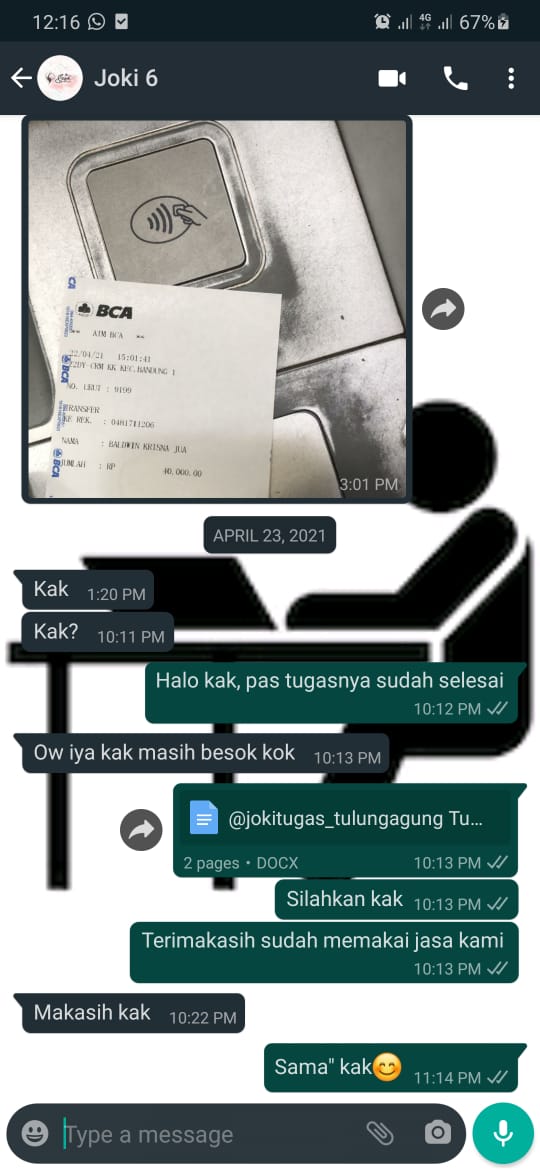 12:16
4G
67%
Joki 6
BCA
ATM BCA
22/04/21 15:01:41
KK KEC.BANDUNG 1
NO. URUT : 9199
TRANSFER
KE REK. : 0481711206
NAMA : BALDWIN KRISNA JUA
JUMLAH : RP 40,000.00
3:01 PM
APRIL 23, 2021
Kak 1:20 PM
Kak? 10:11 PM
Halo kak, pas tugasnya sudah selesai
10:12 PM
Ow iya kak masih besok kok 10:13 PM
@jokitugas_tulungagung Tu...
2 pages • DOCX 10:13 PM
Silahkan kak 10:13 PM
Terimakasih sudah memakai jasa kami
10:13 PM
Makasih kak 10:22 PM
Sama" kak😊 11:14 PM
Type a message